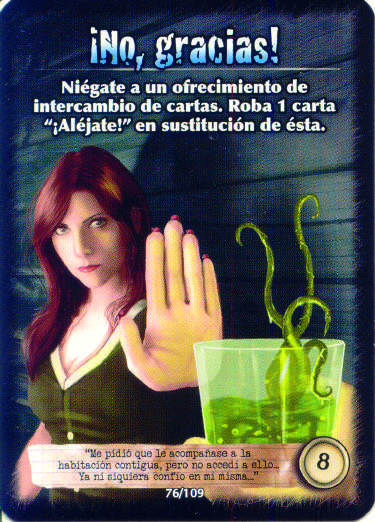 ¡No, gracias!
Niégate a un ofrecimiento de
intercambio de cartas. Roba 1 carta
“¡Aléjate!” en sustitución de ésta.
“Me pidió que le acompañase a la
habitación contigua, pero no accedí a ello...
Ya ni siquiera confío en mi misma...”
8
76/109